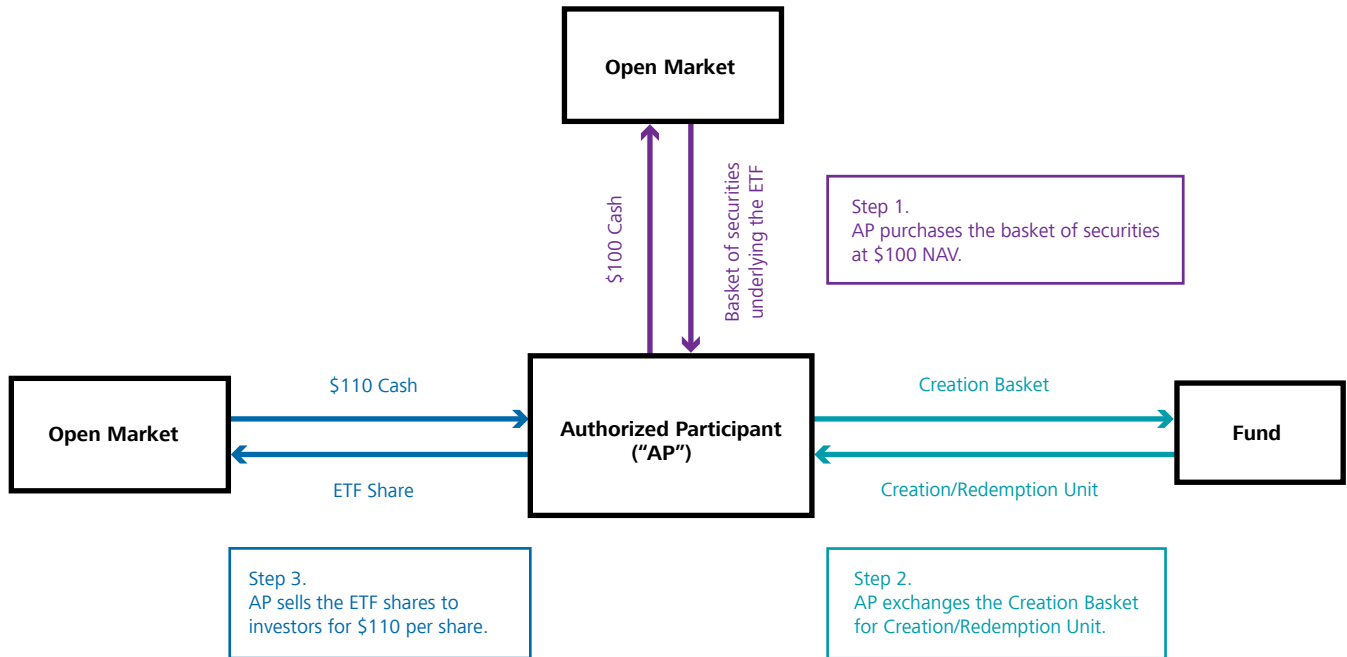 Open Market
$100 Cash
Basket of securities
underlying the ETF
Step 1.
AP purchases the basket of securities
at $100 NAV.
Open Market
$110 Cash
ETF Share
Authorized Participant
(“AP”)
Creation Basket
Creation/Redemption Unit
Fund
Step 3.
AP sells the ETF shares to
investors for $110 per share.
Step 2.
AP exchanges the Creation Basket
for Creation/Redemption Unit.